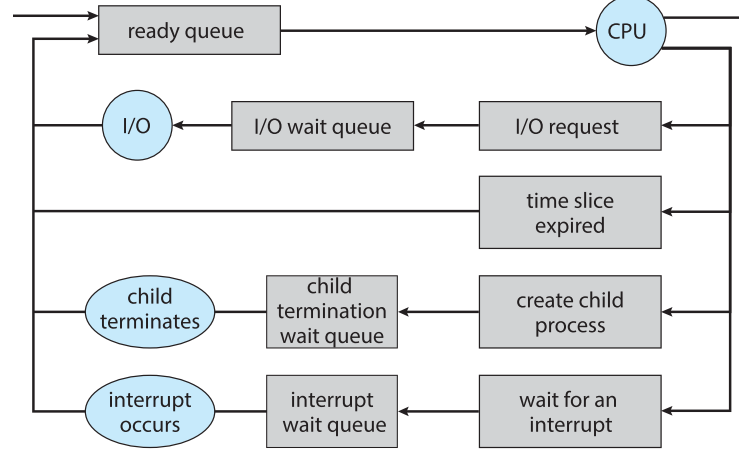 ready queue
CPU
I/O
I/O wait queue
I/O request
time slice
expired
child
terminates
child
termination
wait queue
create child
process
interrupt
occurs
interrupt
wait queue
wait for an
interrupt